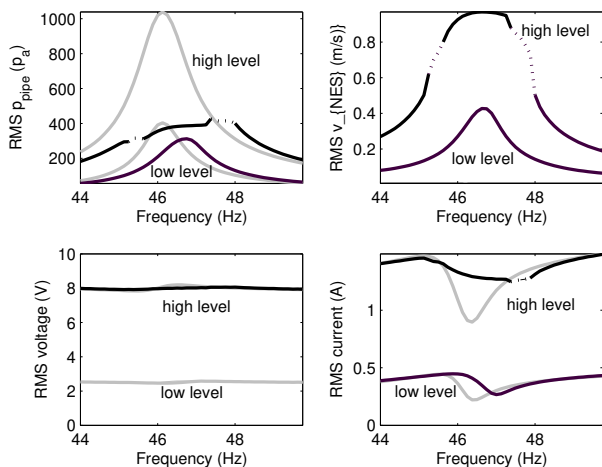 1000
800
600
400
200
44 46 48
RMS p_pipe (p_a)
Frequency (Hz)
high level
low level
0.8
0.6
0.4
0.2
44 46 48
RMS v_{NES} (m/s)}
Frequency (Hz)
high level
low level
10
8
6
4
2
0
44 46 48
RMS voltage (V)
Frequency (Hz)
high level
low level
1
0.5
0
44 46 48
RMS current (A)
Frequency (Hz)
high level
low level